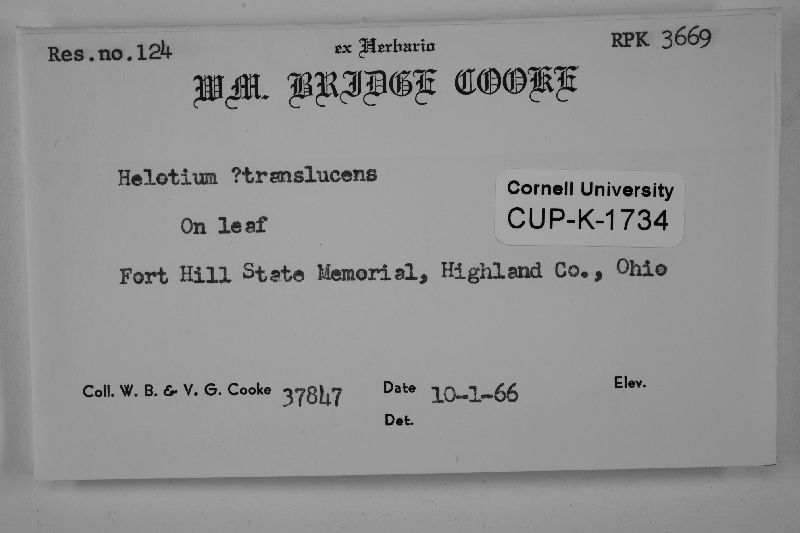 Res.no.124
ex Herbario
RPK 3669
WM. BRIDGE COOKE
Helotium ?translucens
On leaf
Cornell University
CUP-K-1734
Fort Hill State Memorial, Highland Co., Ohio
Coll. W. B. & V. G. Cooke 37847 Date 10-1-66 Elev.
Det.